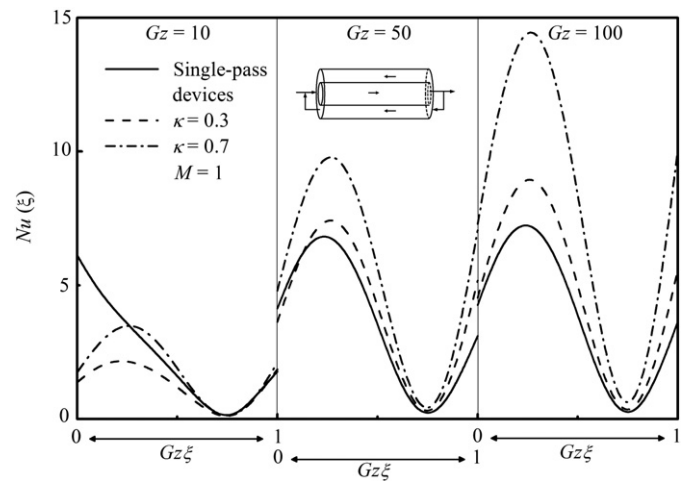 15
10
5
0
Nu (ξ)
Gz = 10
Gz = 50
Gz = 100
Single-pass
devices
κ = 0.3
κ = 0.7
M = 1
0
1
0
1
0
1
Gzξ
Gzξ
Gzξ